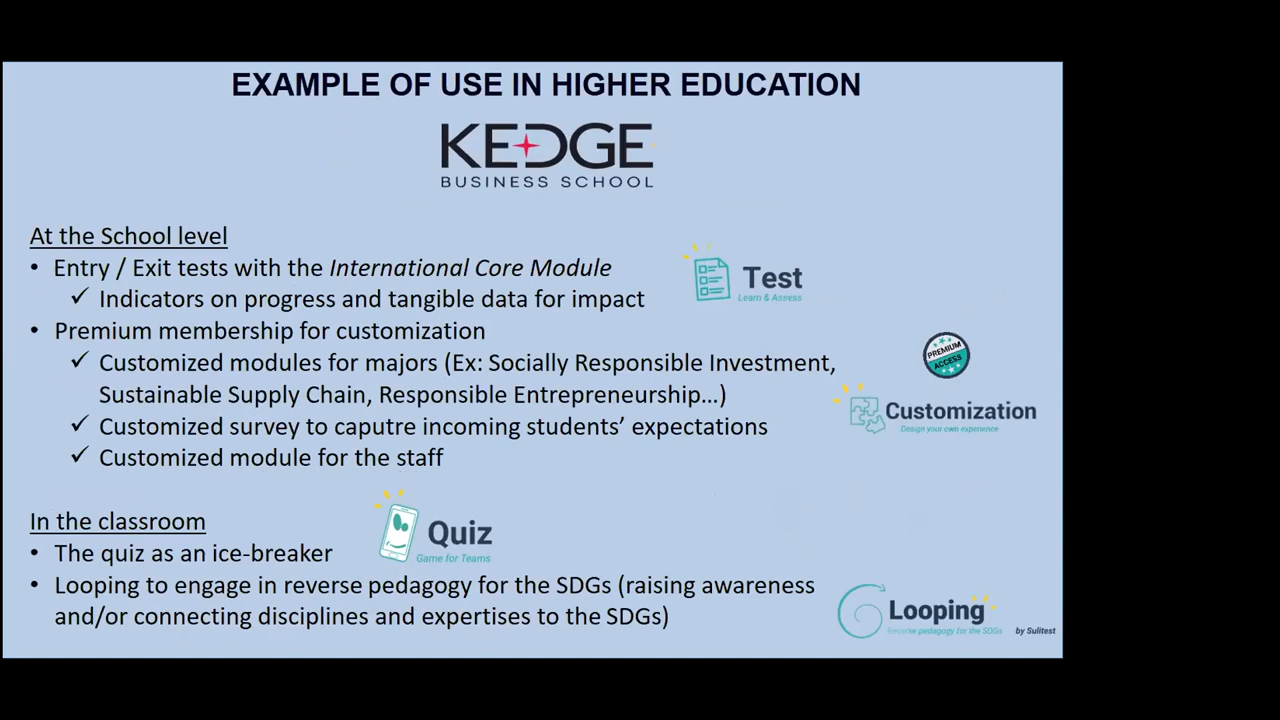 EXAMPLE OF USE IN HIGHER EDUCATION
KEDGE
BUSINESS SCHOOL
At the School level
• Entry / Exit tests with the International Core Module
✓ Indicators on progress and tangible data for impact
Test
Learn & Assess
• Premium membership for customization
✓ Customized modules for majors (Ex: Socially Responsible Investment,
Sustainable Supply Chain, Responsible Entrepreneurship...)
PREMIUM
ACCESS
Customization
Design your own experience
✓ Customized survey to caputre incoming students' expectations
✓ Customized module for the staff
In the classroom
Quiz
Game for Teams
• The quiz as an ice-breaker
• Looping to engage in reverse pedagogy for the SDGs (raising awareness
and/or connecting disciplines and expertises to the SDGs)
Looping
Reverse pedagogy for the SDGs
by Sulitest